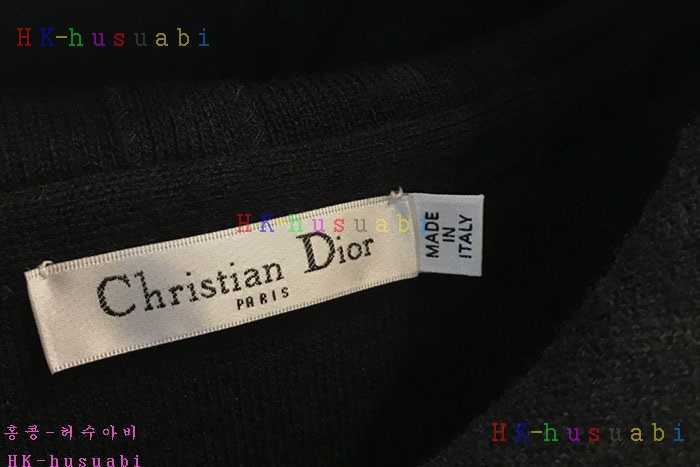 HK-husuabi
HK-husuabi
Christian Dior
PARIS
MADE
IN
ITALY
홍콩-허수아비
HK-husuabi
HK-husuabi